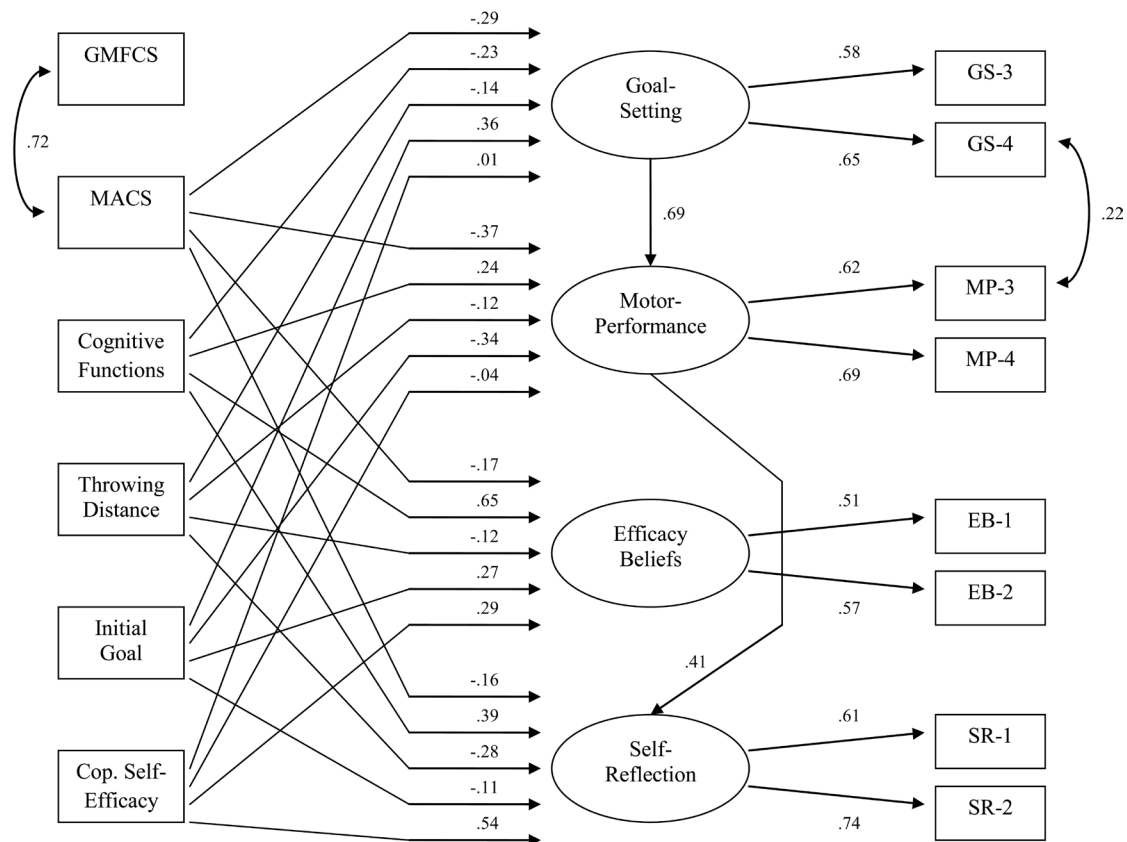 GMFCS
MACS
.72
Cognitive
Functions
Throwing
Distance
Initial
Goal
Cop. Self-
Efficacy
-.29
-.23
-.14
.36
.01
-.37
.24
-.12
-.34
-.04
-.17
.65
-.12
.27
.29
-.16
.39
-.28
-.11
.54
Goal-
Setting
.69
Motor-
Performance
Efficacy
Beliefs
.41
Self-
Reflection
.58
.65
.62
.69
.51
.57
.61
.74
GS-3
GS-4
.22
MP-3
MP-4
EB-1
EB-2
SR-1
SR-2